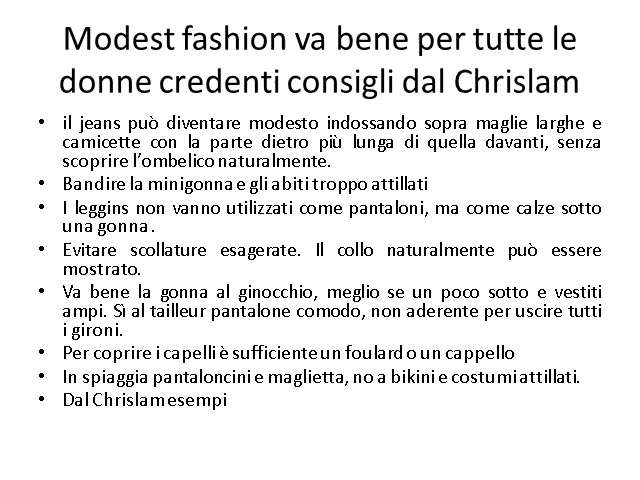 Modest fashion va bene per tutte le
donne credenti consigli dal Chrislam
• il jeans può diventare modesto indossando sopra maglie larghe e
camicette con la parte dietro più lunga di quella davanti, senza
scoprire l’ombelico naturalmente.
• Bandire la minigonna e gli abiti troppo attillati
• I leggins non vanno utilizzati come pantaloni, ma come calze sotto
una gonna .
• Evitare scollature esagerate. Il collo naturalmente può essere
mostrato.
• Va bene la gonna al ginocchio, meglio se un poco sotto e vestiti
ampi. Sì al tailleur pantalone comodo, non aderente per uscire tutti
i gironi.
• Per coprire i capelli è sufficiente un foulard o un cappello
• In spiaggia pantaloncini e maglietta, no a bikini e costumi attillati.
• Dal Chrislam esempi